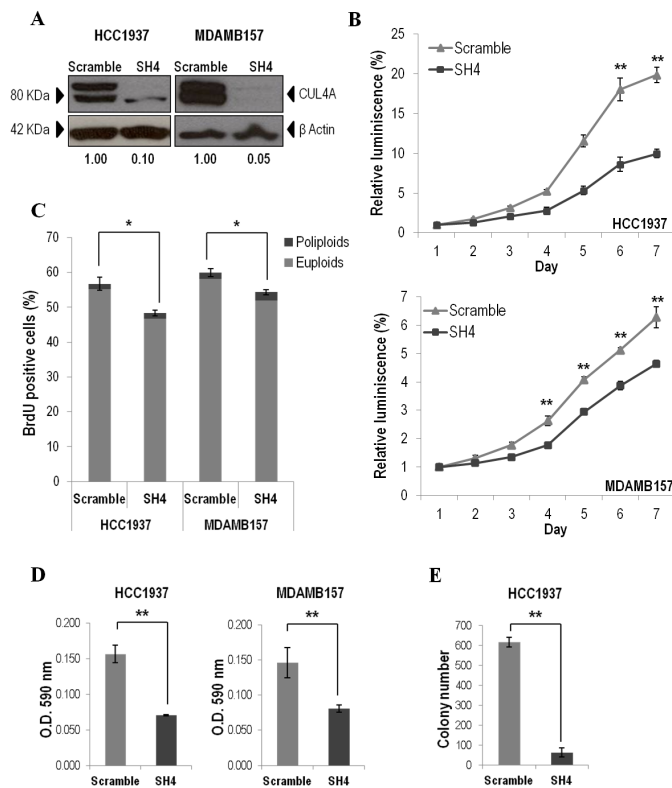 A
HCC1937 MDAMB157
Scramble SH4 Scramble SH4
80 KDa CUL4A
42 KDa β Actin
1.00 0.10 1.00 0.05
B
Relative luminiscence (%)
25
20
15
10
5
0
Scramble
SH4
** **
HCC1937
1 2 3 4 5 6 7
Day
Relative luminiscence (%)
7
6
5
4
3
2
1
0
Scramble
SH4
** ** ** **
MDAMB157
1 2 3 4 5 6 7
Day
C
BrdU positive cells (%)
70
60
50
40
30
20
10
0
* *
Poliploids
Euploids
Scramble SH4 Scramble SH4
HCC1937 MDAMB157
D
HCC1937
O.D. 590 nm
0.200
0.150
0.100
0.050
0.000
**
Scramble SH4
MDAMB157
O.D. 590 nm
0.200
0.150
0.100
0.050
0.000
**
Scramble SH4
E
HCC1937
Colony number
700
600
500
400
300
200
100
0
**
Scramble SH4